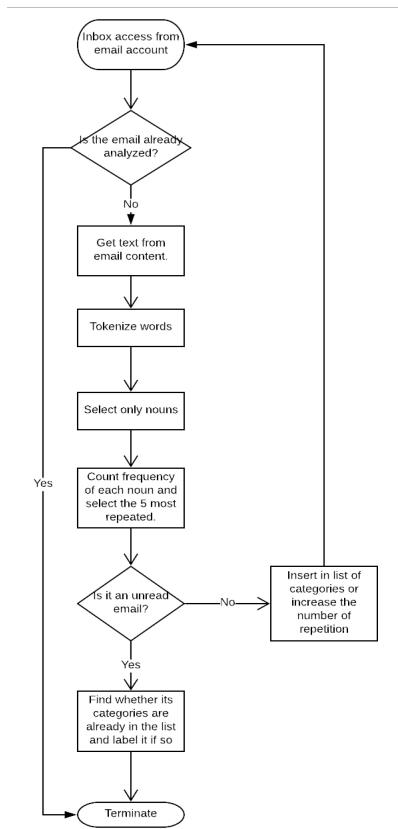 Inbox access from
email account
Is the email already
analyzed?
No
Get text from
email content.
Tokenize words
Select only nouns
Count frequency
of each noun and
select the 5 most
repeated.
Yes
Is it an unread
email?
No
Insert in list of
categories or
increase the
number of
repetition
Yes
Find whether its
categories are
already in the list
and label it if so
Terminate